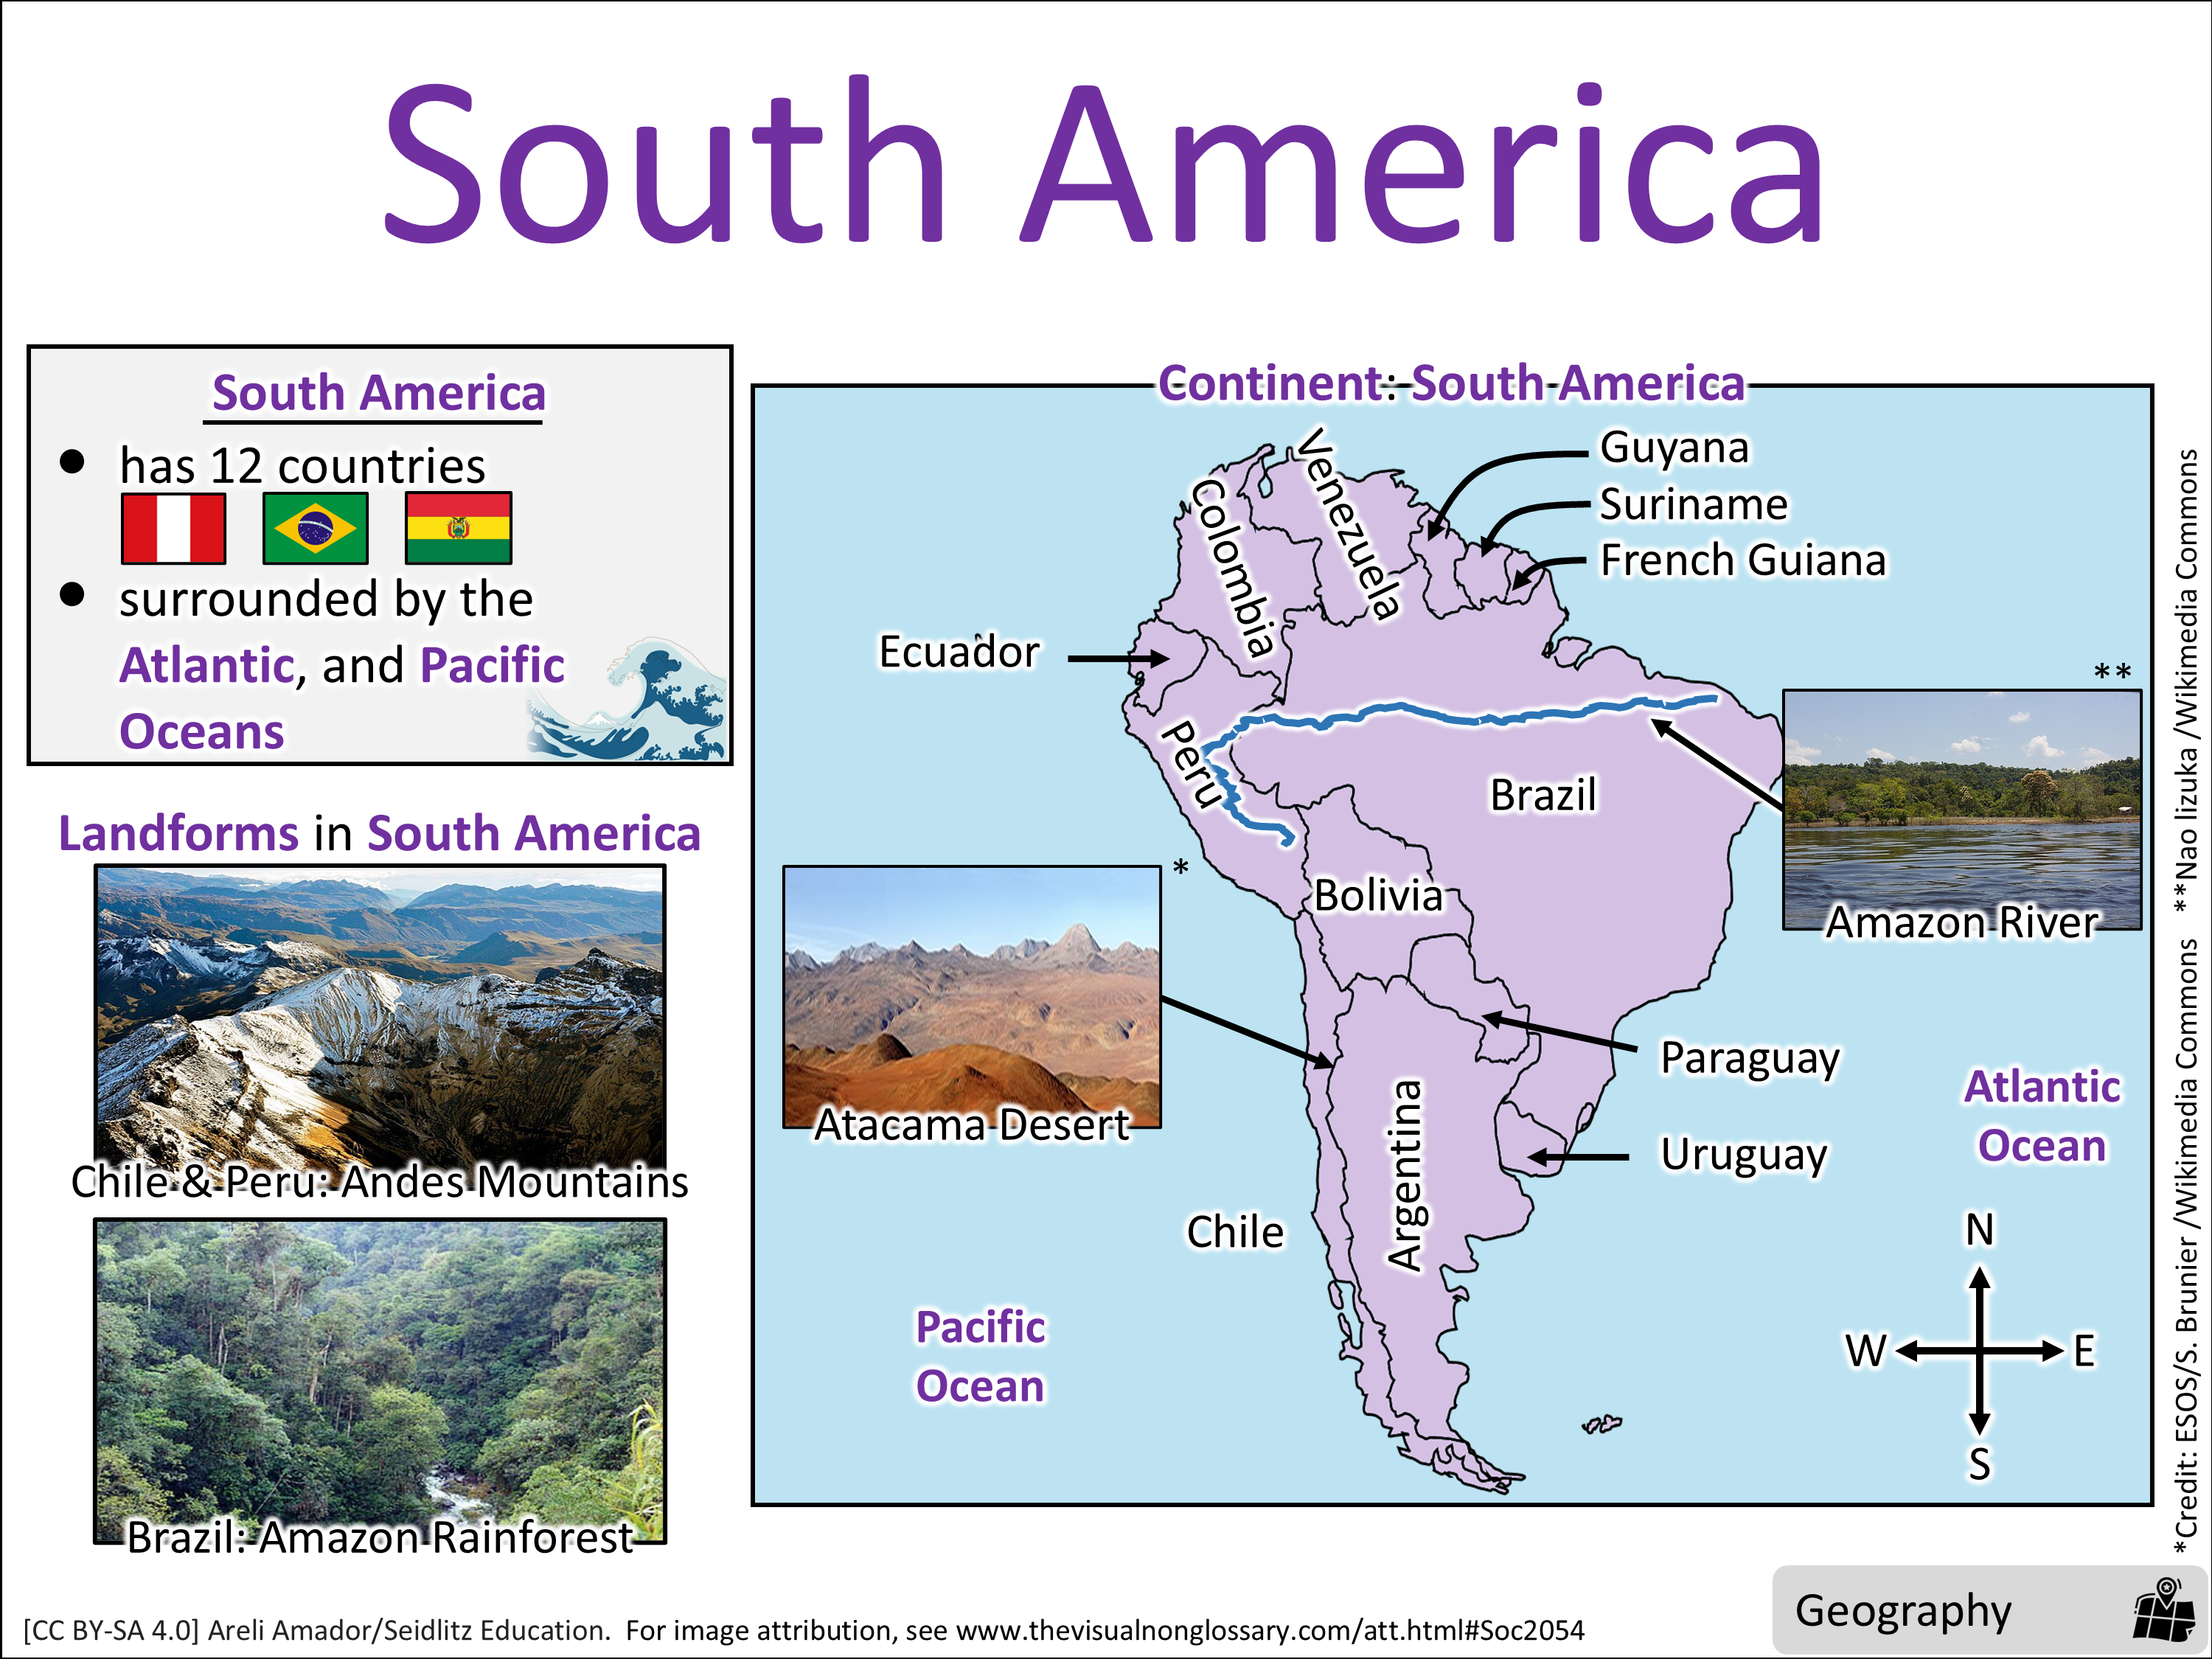 South America
South America
has 12 countries
surrounded by the
Atlantic, and Pacific
Oceans
Landforms in South America
Chile & Peru: Andes Mountains
Brazil: Amazon Rainforest
Continent: South America
Guyana
Suriname
French Guiana
Venezuela
Colombia
Ecuador
Peru
Brazil
**
Amazon River
*
Bolivia
Atacama Desert
Paraguay
Uruguay
Argentina
Chile
Atlantic
Ocean
Pacific
Ocean
N
W
E
S
*Credit: ESOS/S. Brunier /Wikimedia Commons **Nao Iizuka /Wikimedia Commons
[CC BY-SA 4.0] Areli Amador/Seidlitz Education. For image attribution, see www.thevisualnonglossary.com/att.html#Soc2054
Geography